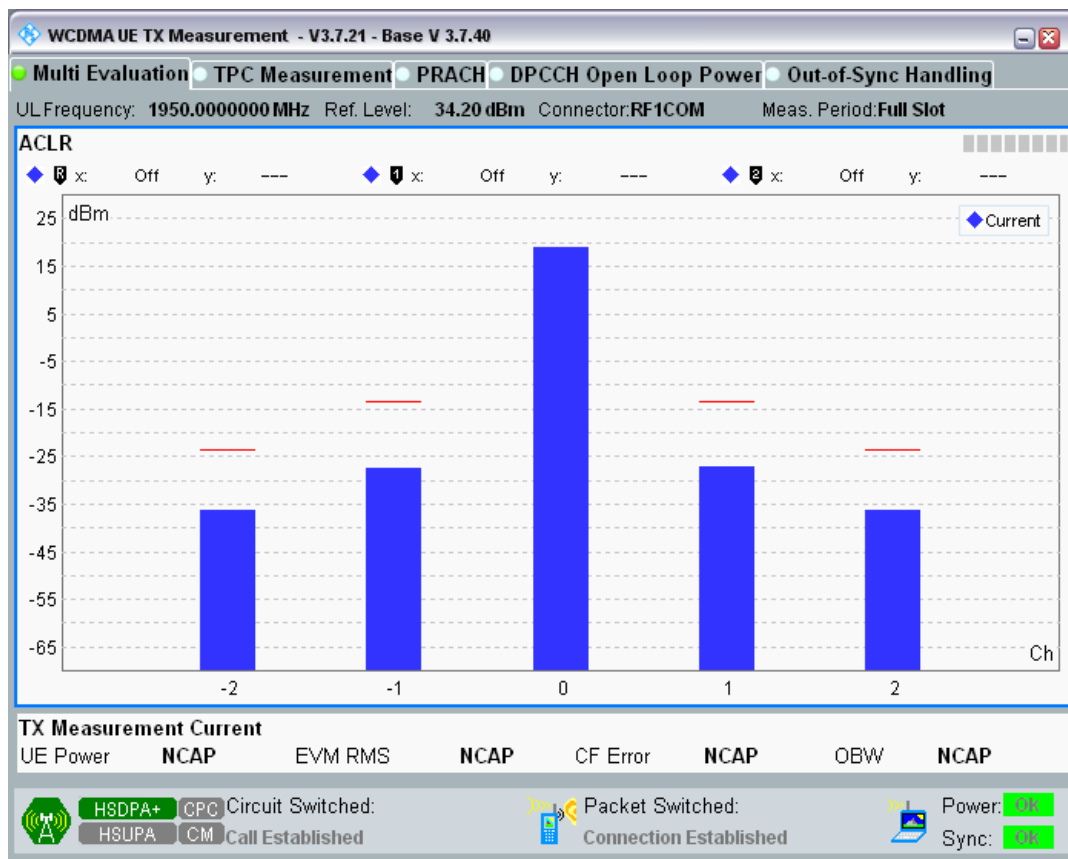 WCDMA UE TX Measurement - V3.7.21 - Base V 3.7.40
Multi Evaluation TPC Measurement PRACH DPCCH Open Loop Power Out-of-Sync Handling
UL Frequency: 1950.0000000 MHz Ref. Level: 34.20 dBm Connector:RF1COM Meas. Period:Full Slot
ACLR
R x: Off y: --- 1 x: Off y: --- 2 x: Off y: ---
25 dBm
Current
15
5
-5
-15
-25
-35
-45
-55
-65
Ch
-2 -1 0 1 2
TX Measurement Current
UE Power NCAP EVM RMS NCAP CF Error NCAP OBW NCAP
HSDPA+ CPC Circuit Switched: Packet Switched: Power: OK
HSUPA CM Call Established Connection Established Sync: OK